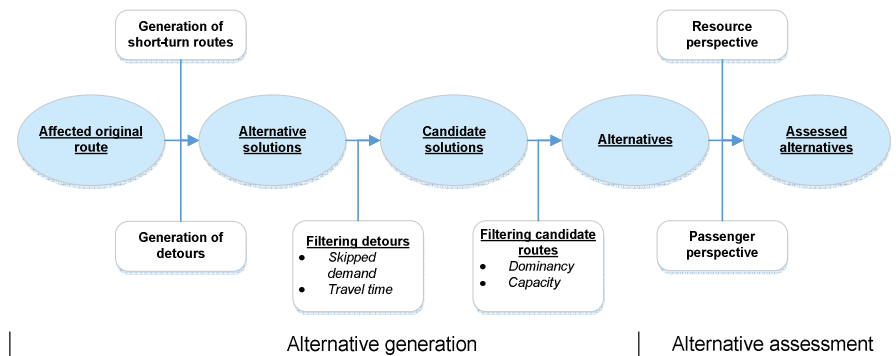 Generation of
short-turn routes
Resource
perspective
Affected original
route
Alternative
solutions
Candidate
solutions
Alternatives
Assessed
alternatives
Generation of
detours
Filtering detours
● Skipped
demand
● Travel time
Filtering candidate
routes
● Dominancy
● Capacity
Passenger
perspective
Alternative generation
Alternative assessment